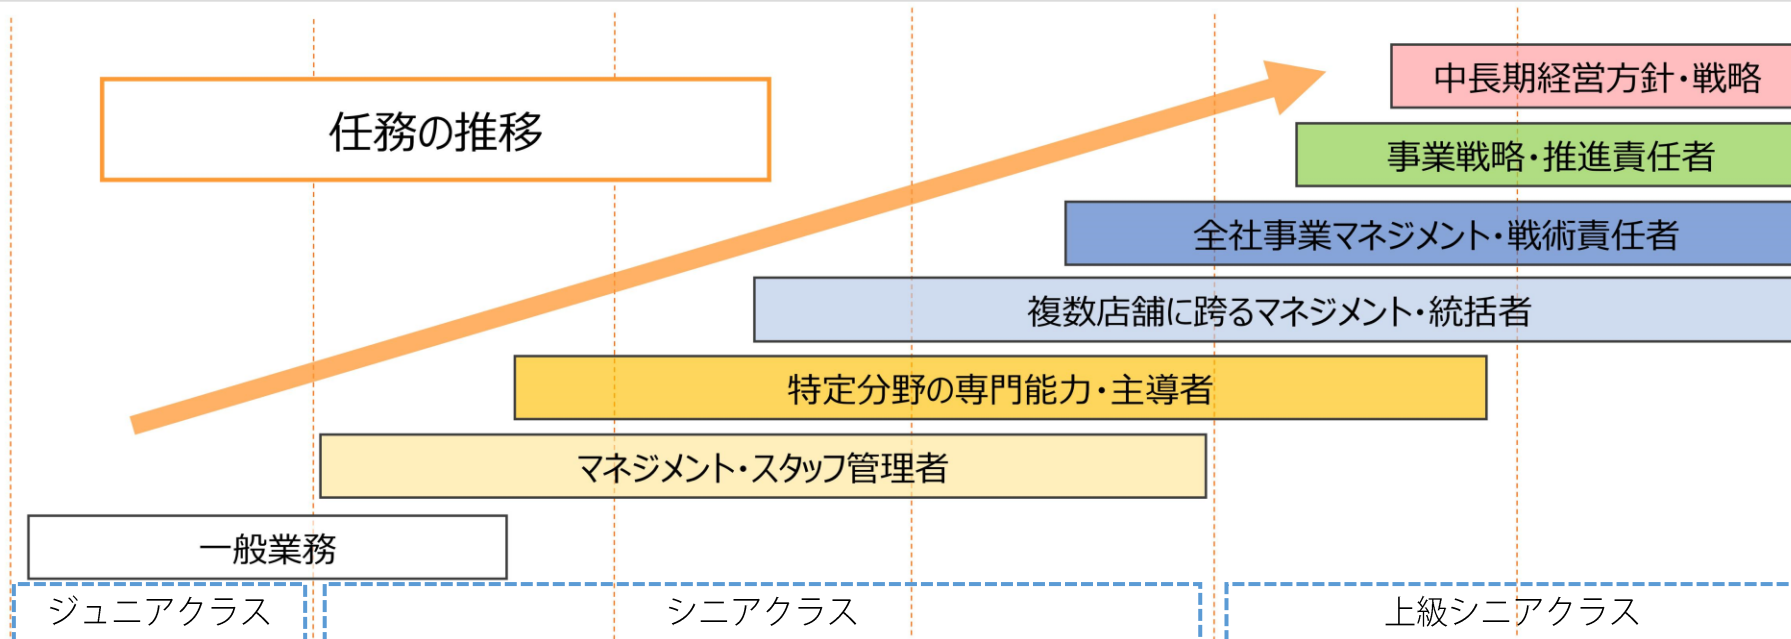 中長期経営方針・戦略
任務の推移
事業戦略・推進責任者
全社事業マネジメント・戦術責任者
複数店舗に跨るマネジメント・統括者
特定分野の専門能力・主導者
マネジメント・スタッフ管理者
一般業務
ジュニアクラス
シニアクラス
上級シニアクラス